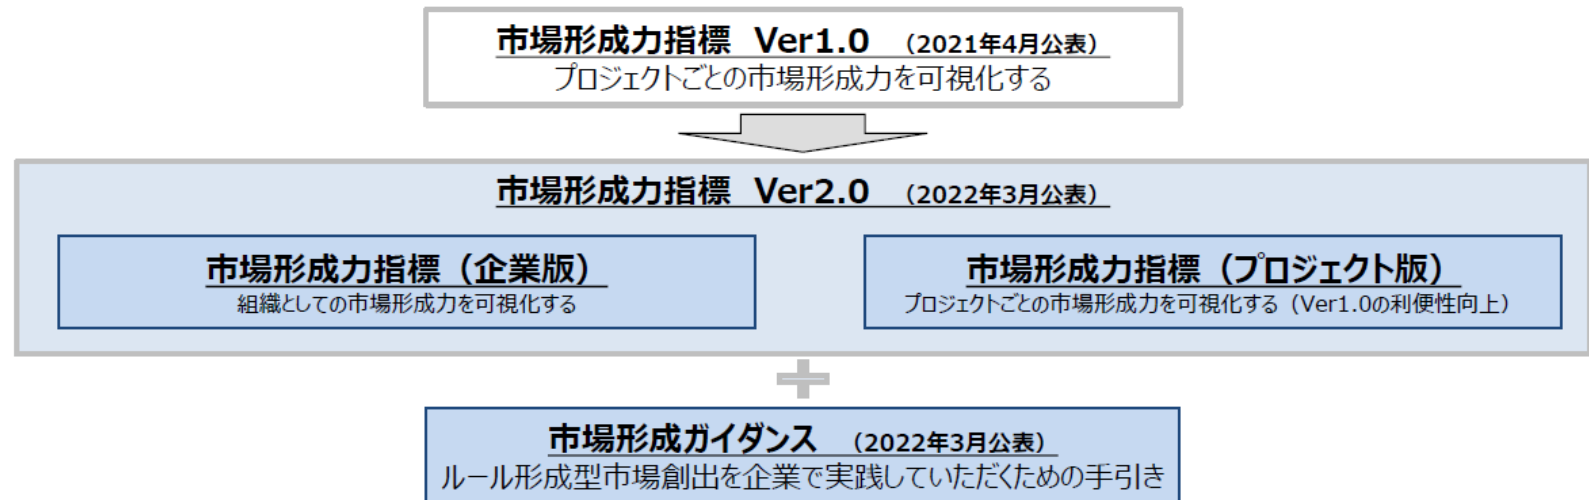 市場形成力指標 Ver1.0 （2021年4月公表）
プロジェクトごとの市場形成力を可視化する
市場形成力指標 Ver2.0 （2022年3月公表）
市場形成力指標（企業版）
組織としての市場形成力を可視化する
市場形成力指標（プロジェクト版）
プロジェクトごとの市場形成力を可視化する（Ver1.0の利便性向上）
市場形成ガイダンス （2022年3月公表）
ルール形成型市場創出を企業で実践していただくための手引き